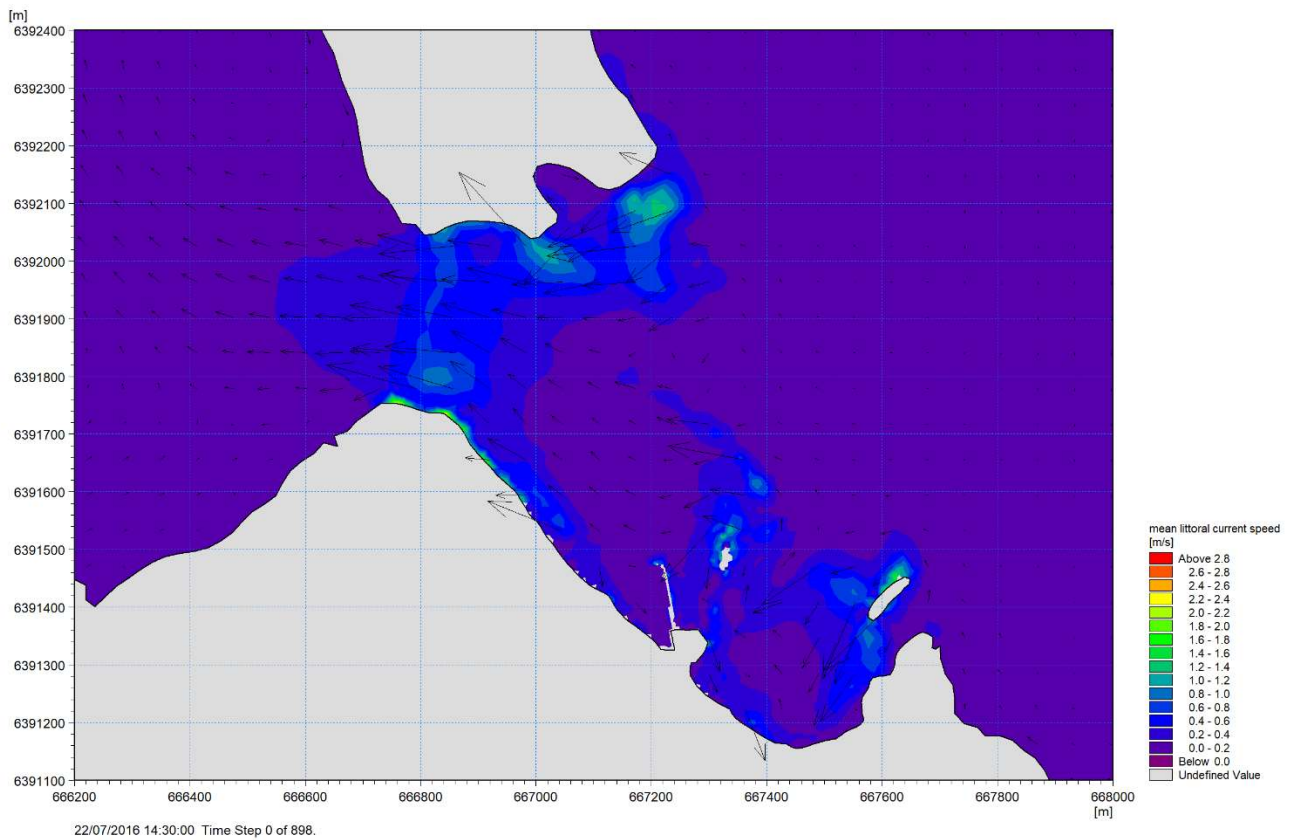 [m]
6392400
6392300
6392200
6392100
6392000
6391900
6391800
6391700
6391600
6391500
6391400
6391300
6391200
6391100
666200 666400 666600 666800 667000 667200 667400 667600 667800 668000
[m]
mean littoral current speed
[m/s]
Above 2.8
2.6 - 2.8
2.4 - 2.6
2.2 - 2.4
2.0 - 2.2
1.8 - 2.0
1.6 - 1.8
1.4 - 1.6
1.2 - 1.4
1.0 - 1.2
0.8 - 1.0
0.6 - 0.8
0.4 - 0.6
0.2 - 0.4
0.0 - 0.2
Below 0.0
Undefined Value
22/07/2016 14:30:00 Time Step 0 of 898.